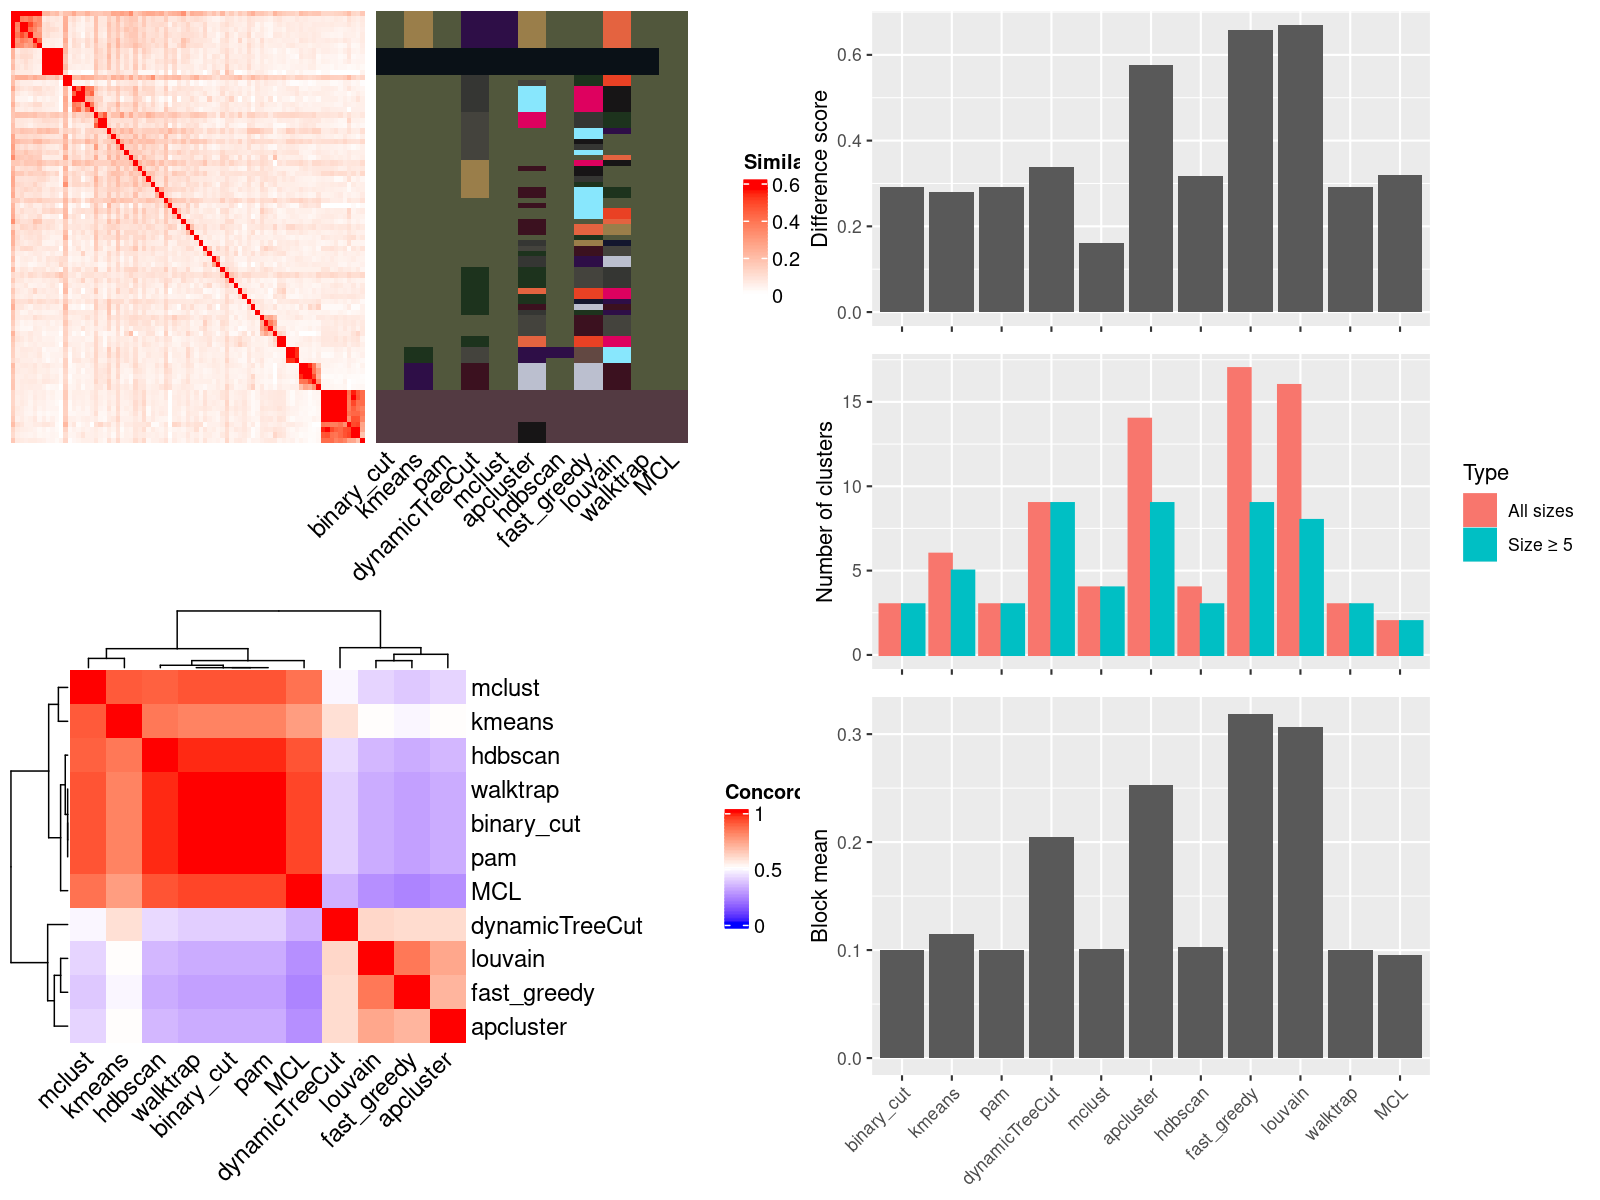 Simila
0.6
0.4
0.2
0
binary_cut
kmeans
pam
dynamicTreeCut
mclust
apcluster
hdbscan
fast_greedy
louvain
walktrap
MCL
mclust
kmeans
hdbscan
walktrap
binary_cut
pam
MCL
dynamicTreeCut
louvain
fast_greedy
apcluster
mclust
kmeans
hdbscan
walktrap
binary_cut
pam
MCL
dynamicTreeCut
louvain
fast_greedy
apcluster
Concord
1
0.5
0
Difference score
0.6
0.4
0.2
0.0
Number of clusters
15
10
5
0
Type
All sizes
Size ≥ 5
Block mean
0.3
0.2
0.1
0.0
binary_cut
kmeans
pam
dynamicTreeCut
mclust
apcluster
hdbscan
fast_greedy
louvain
walktrap
MCL